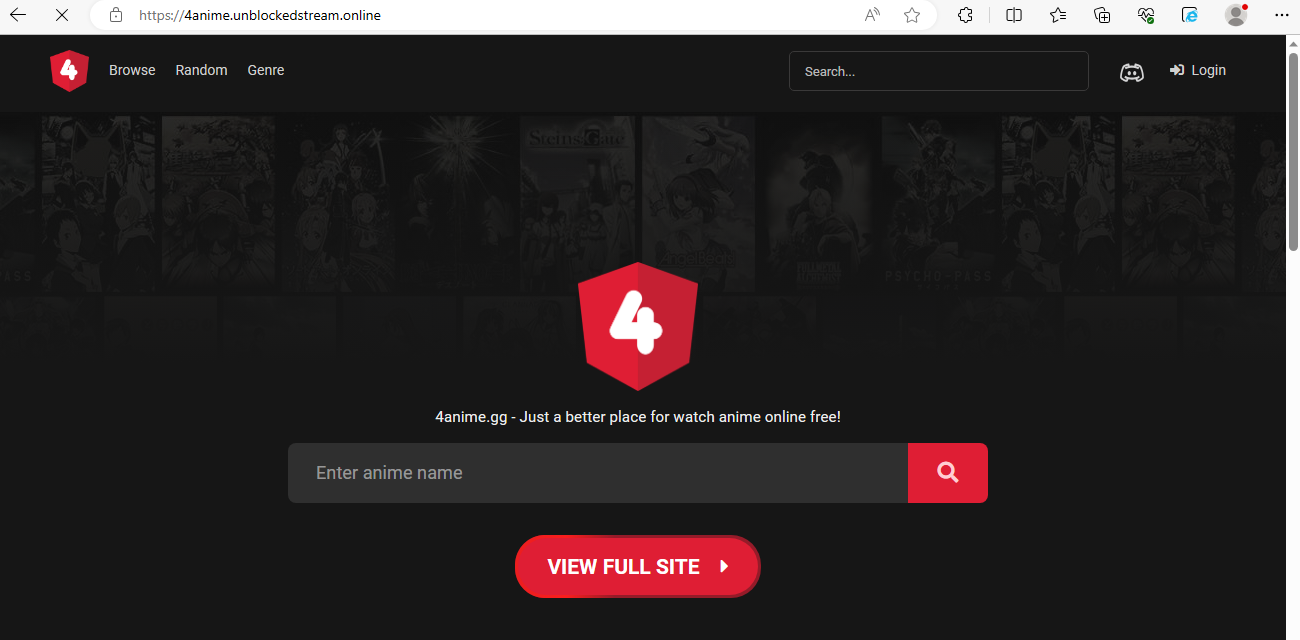 https://4anime.unblockedstream.online
4 Browse Random Genre Search... Login
Steins Gate
PSYCHO-PASS
4
4anime.gg - Just a better place for watch anime online free!
Enter anime name
VIEW FULL SITE